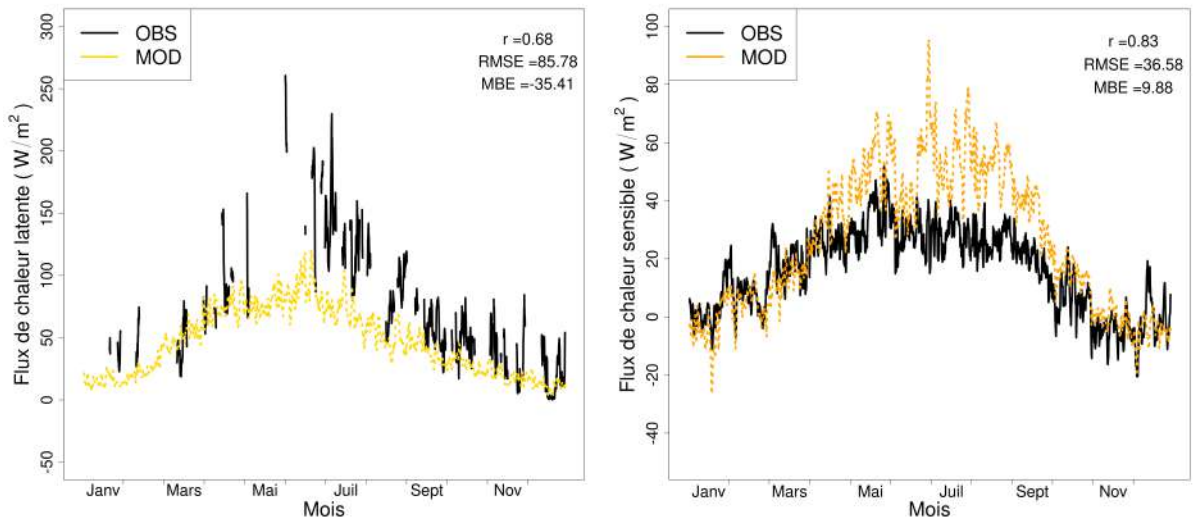 OBS
MOD
r =0.68
RMSE =85.78
MBE =-35.41
Flux de chaleur latente ( W/m² )
300
250
200
150
100
50
0
-50
Janv Mars Mai Juil Sept Nov
Mois
OBS
MOD
r =0.83
RMSE =36.58
MBE =9.88
Flux de chaleur sensible ( W/m² )
100
80
60
40
20
0
-20
-40
Janv Mars Mai Juil Sept Nov
Mois